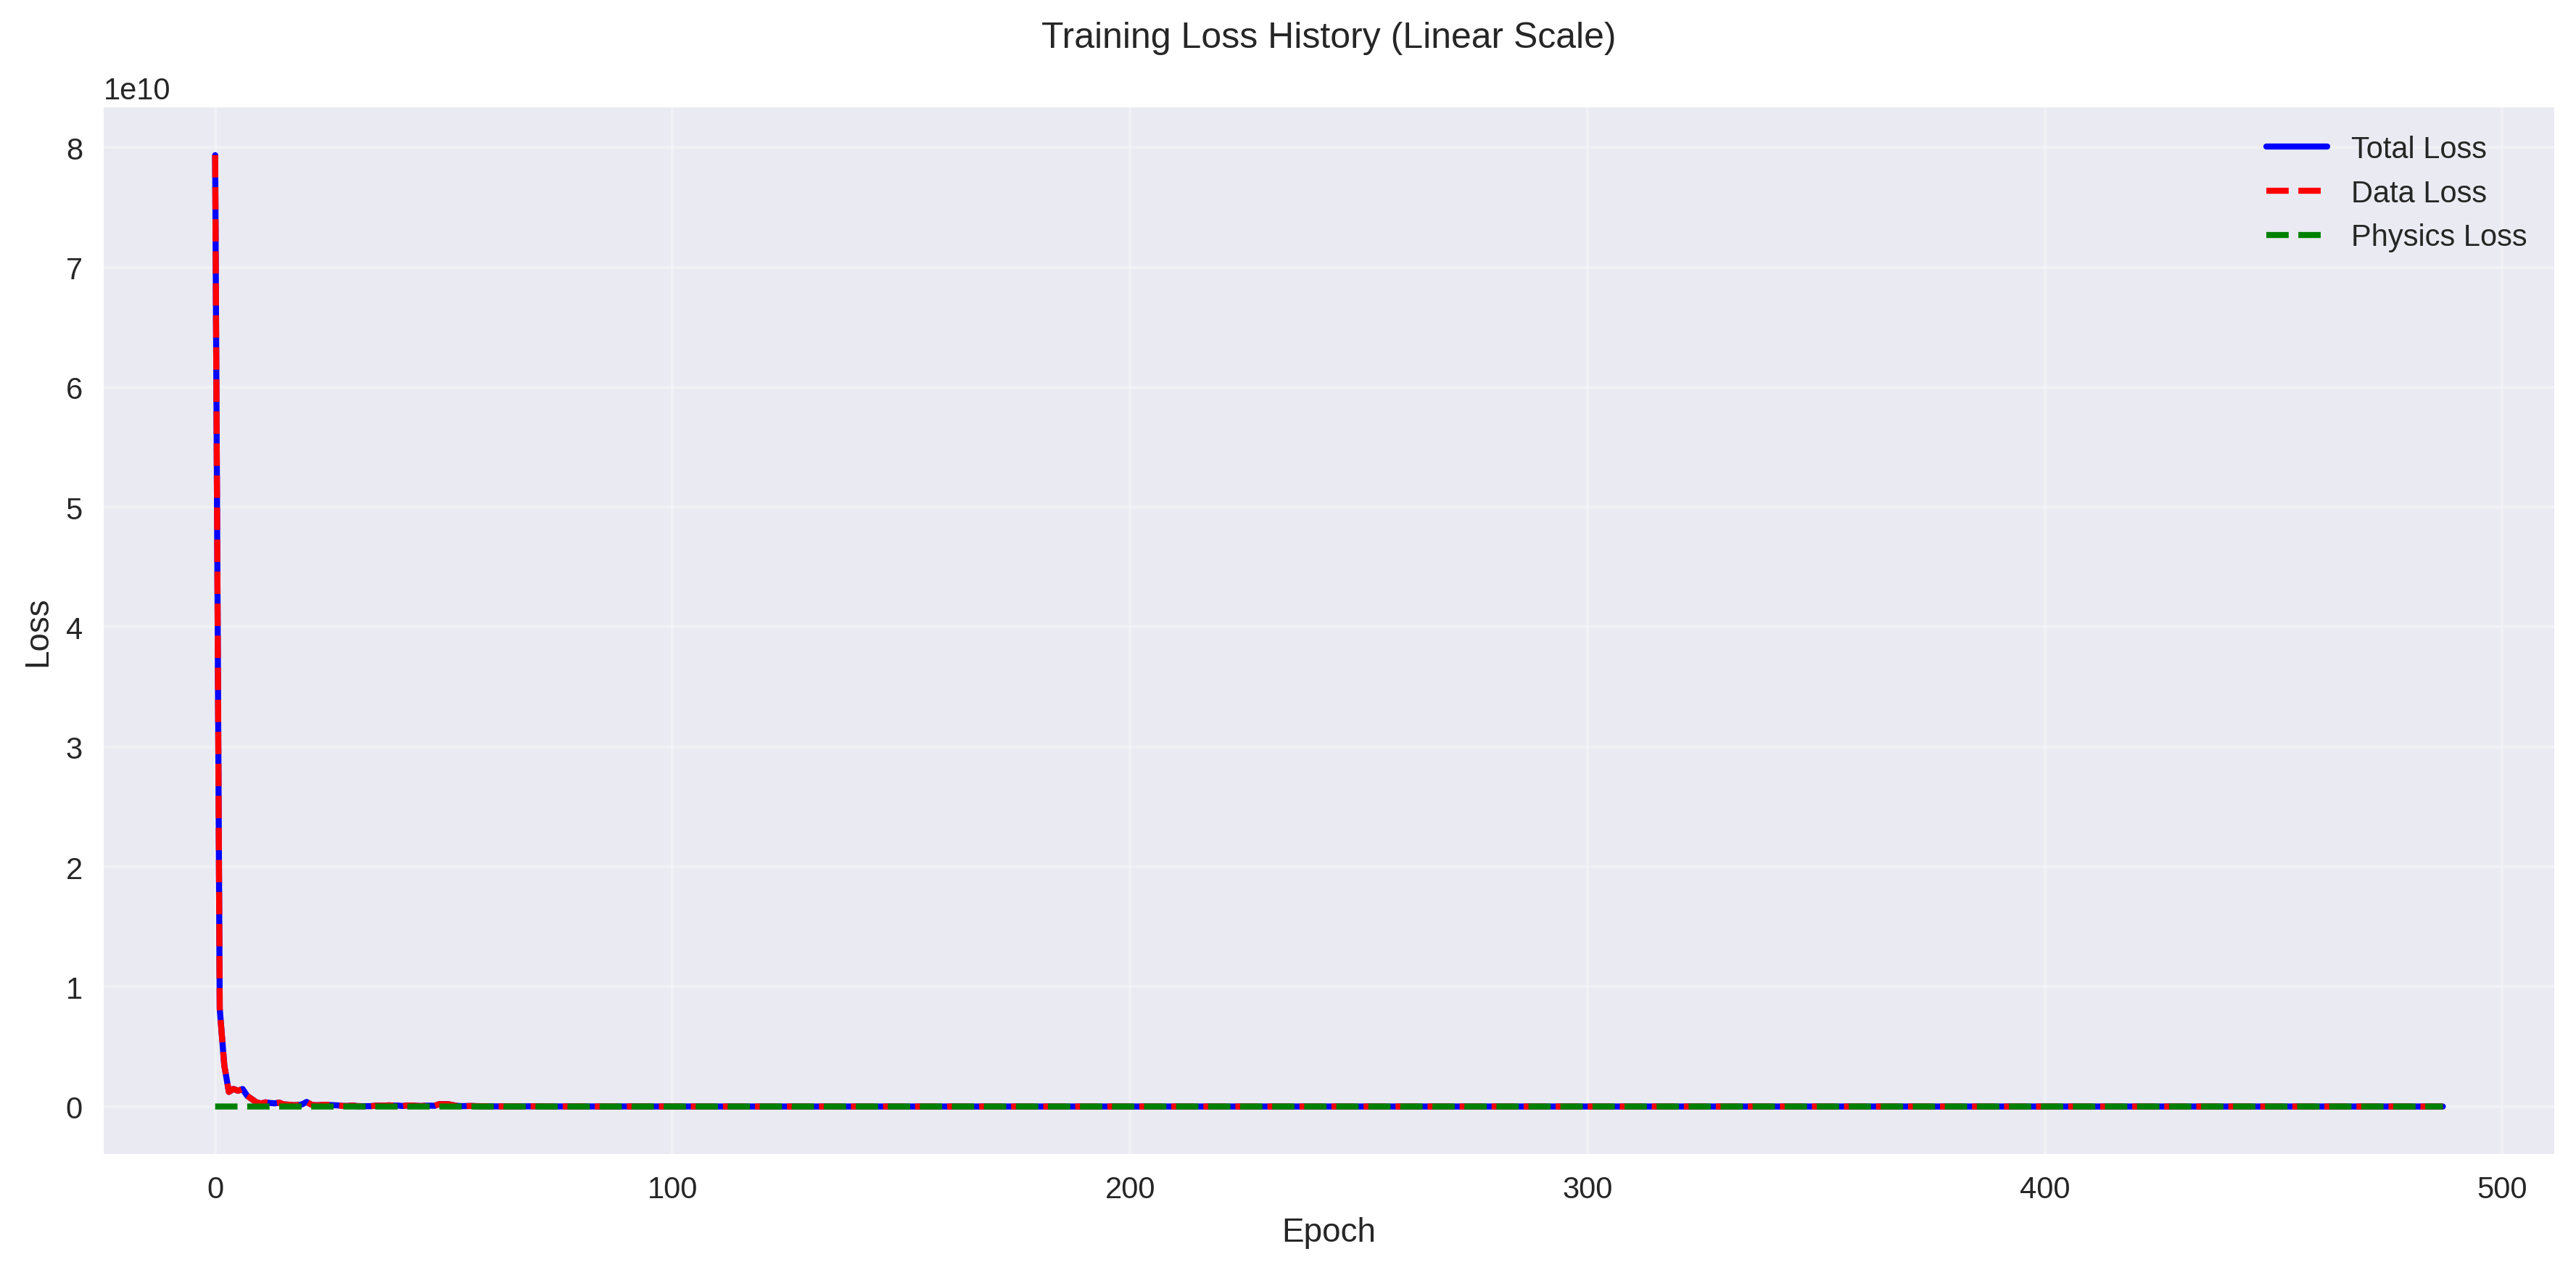 Training Loss History (Linear Scale)
1e10
8
7
6
5
4
3
2
1
0
Loss
Total Loss
Data Loss
Physics Loss
0 100 200 300 400 500
Epoch